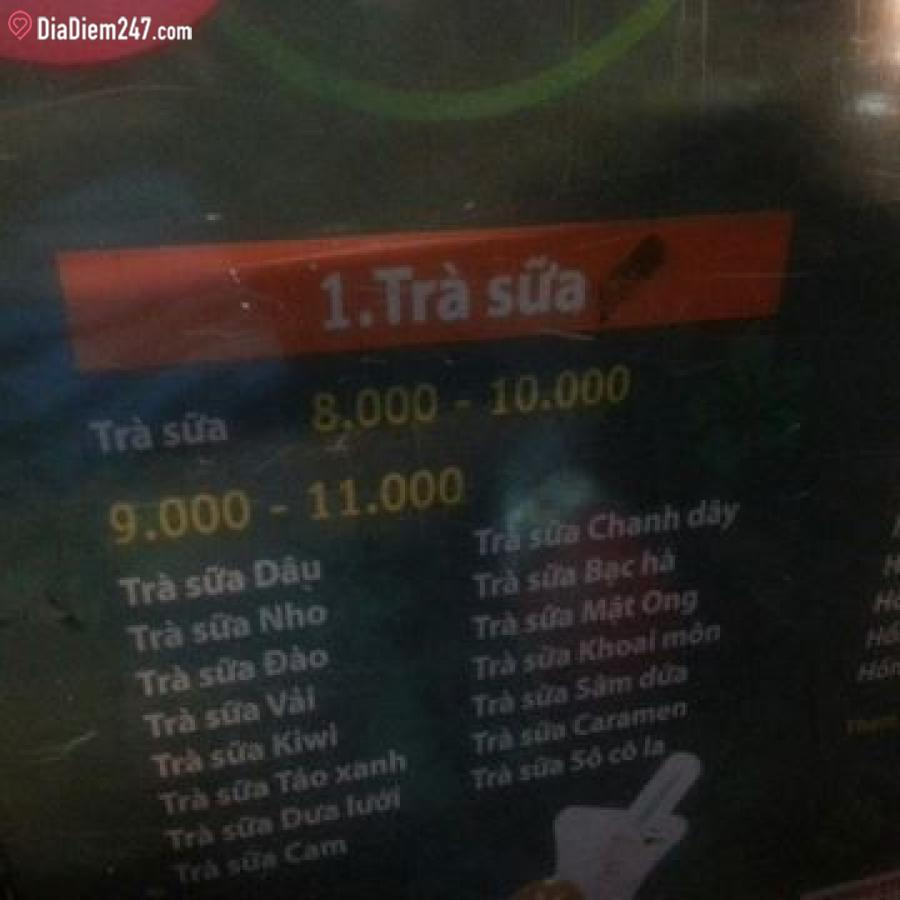 DiaDiem247.com
1.Trà sữa
Trà sữa 8.000 - 10.000
9.000 - 11.000
Trà sữa Dâu
Trà sữa Nho
Trà sữa Đào
Trà sữa Vải
Trà sữa Kiwi
Trà sữa Táo xanh
Trà sữa Dưa lưới
Trà sữa Cam
Trà sữa Chanh dây
Trà sữa Bạc hà
Trà sữa Mật Ong
Trà sữa Khoai môn
Trà sữa Sâm dứa
Trà sữa Caramen
Trà sữa Sô cô la